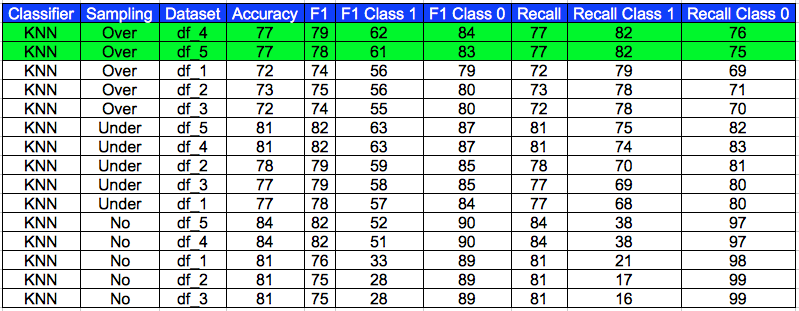 Classifier Sampling Dataset Accuracy F1 F1 Class 1 F1 Class 0 Recall Recall Class 1 Recall Class 0
KNN Over df_4 77 79 62 84 77 82 76
KNN Over df_5 77 78 61 83 77 82 75
KNN Over df_1 72 74 56 79 72 79 69
KNN Over df_2 73 75 56 80 73 78 71
KNN Over df_3 72 74 55 80 72 78 70
KNN Under df_5 81 82 63 87 81 75 82
KNN Under df_4 81 82 63 87 81 74 83
KNN Under df_2 78 79 59 85 78 70 81
KNN Under df_3 77 79 58 85 77 69 80
KNN Under df_1 77 78 57 84 77 68 80
KNN No df_5 84 82 52 90 84 38 97
KNN No df_4 84 82 51 90 84 38 97
KNN No df_1 81 76 33 89 81 21 98
KNN No df_2 81 75 28 89 81 17 99
KNN No df_3 81 75 28 89 81 16 99